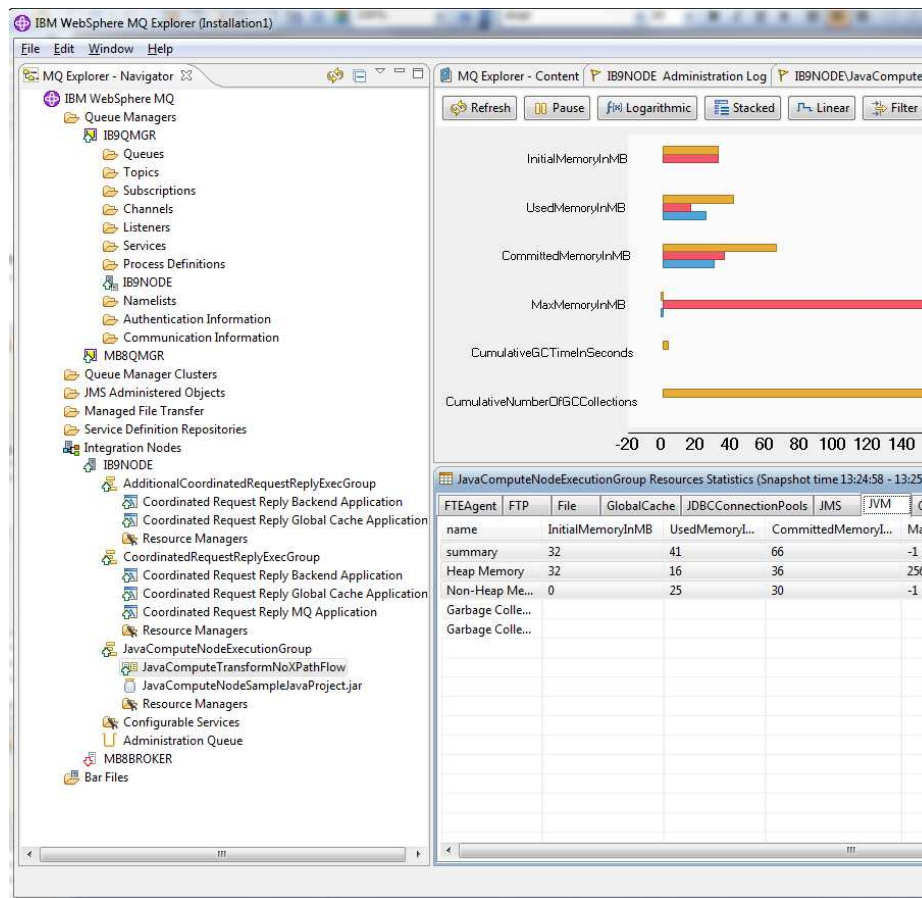 IBM WebSphere MQ Explorer (Installation1)
File Edit Window Help
MQ Explorer - Navigator
IBM WebSphere MQ
Queue Managers
IB9QMGR
Queues
Topics
Subscriptions
Channels
Listeners
Services
Process Definitions
IB9NODE
Namelists
Authentication Information
Communication Information
MB8QMGR
Queue Manager Clusters
JMS Administered Objects
Managed File Transfer
Service Definition Repositories
Integration Nodes
IB9NODE
AdditionalCoordinatedRequestReplyExecGroup
Coordinated Request Reply Backend Application
Coordinated Request Reply Global Cache Application
Resource Managers
CoordinatedRequestReplyExecGroup
Coordinated Request Reply Backend Application
Coordinated Request Reply Global Cache Application
Coordinated Request Reply MQ Application
Resource Managers
JavaComputeNodeExecutionGroup
JavaComputeTransformNoXPathFlow
JavaComputeNodeSampleJavaProject.jar
Resource Managers
Configurable Services
Administration Queue
MB8BROKER
Bar Files
MQ Explorer - Content IB9NODE Administration Log IB9NODE\JavaCompute
Refresh Pause f(x) Logarithmic Stacked Linear Filter
InitialMemoryInMB
UsedMemoryInMB
CommittedMemoryInMB
MaxMemoryInMB
CumulativeGCTimeInSeconds
CumulativeNumberOfGCCollections
-20 0 20 40 60 80 100 120 140
JavaComputeNodeExecutionGroup Resources Statistics (Snapshot time 13:24:58 - 13:25
FTEAgent FTP File GlobalCache JDBCConnectionPools JMS JVM
name InitialMemoryInMB UsedMemoryI... CommittedMemoryI... Ma
summary 32 41 66 -1
Heap Memory 32 16 36 256
Non-Heap Me... 0 25 30 -1
Garbage Colle...
Garbage Colle...